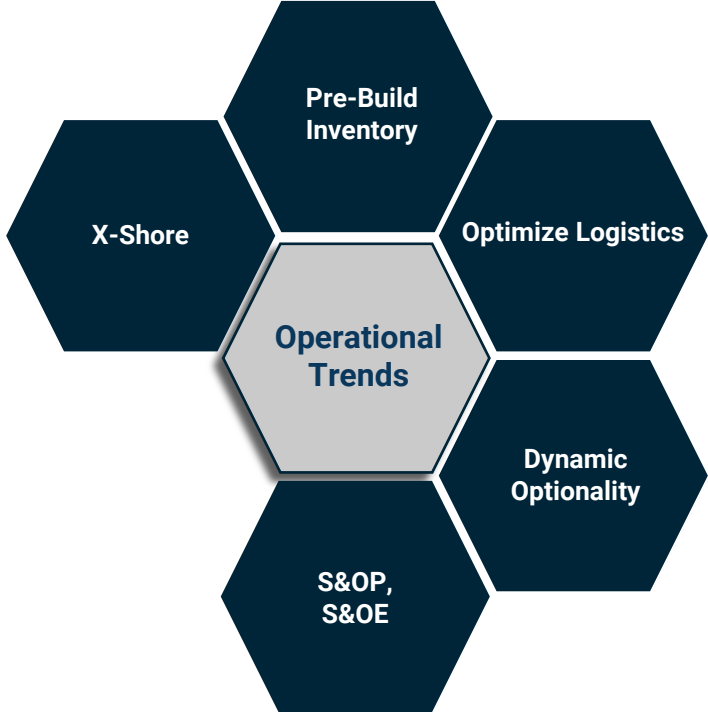 Pre-Build
Inventory
X-Shore
Optimize Logistics
Operational
Trends
Dynamic
Optionality
S&OP,
S&OE